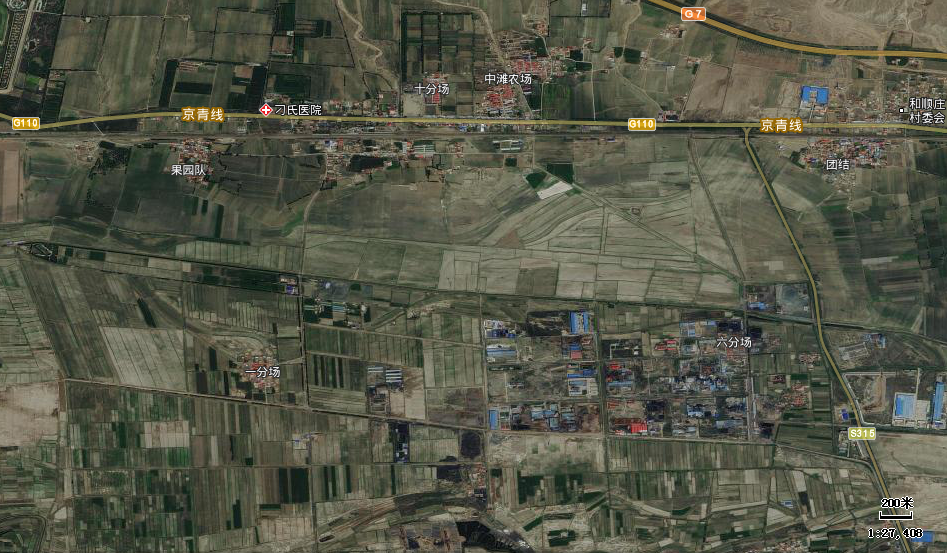 G7
十分场
中滩农场
G110
京青线
刁氏医院
G110
京青线
和顺庄
村委会
果园队
团结
一分场
六分场
S315
200米
1:27,408